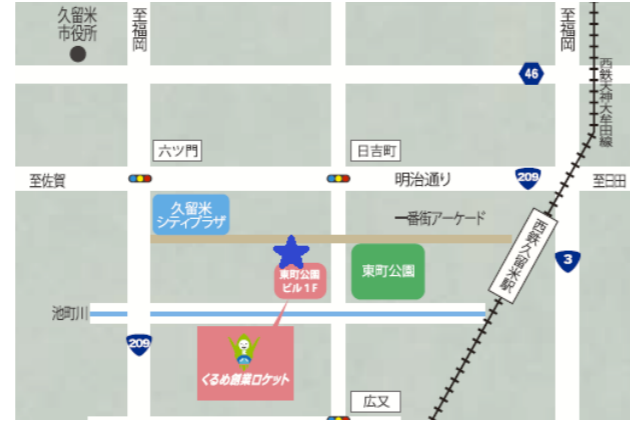 久留米
市役所
至福岡
至福岡
46
西鉄天神大牟田線
六ツ門
日吉町
至佐賀
明治通り
209
至日田
久留米
シティプラザ
一番街アーケード
西鉄久留米駅
東町公園
ビル1F
東町公園
3
池町川
209
くるめ創業ロケット
広又